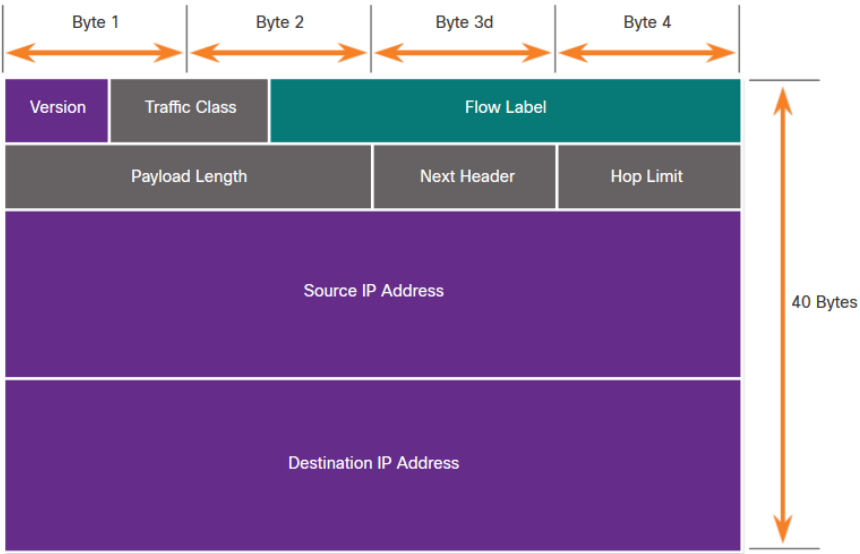 Byte 1 Byte 2 Byte 3d Byte 4
Version Traffic Class Flow Label
Payload Length Next Header Hop Limit
Source IP Address
40 Bytes
Destination IP Address